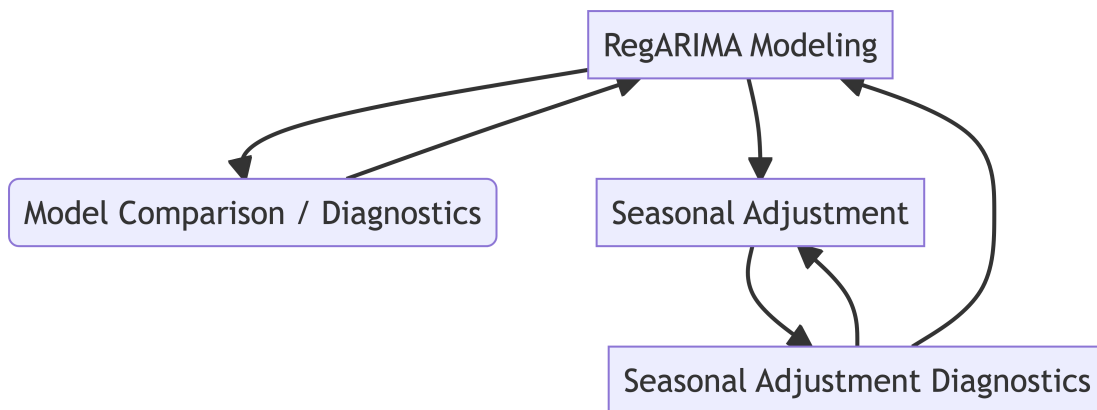 RegARIMA Modeling
Model Comparison / Diagnostics
Seasonal Adjustment
Seasonal Adjustment Diagnostics